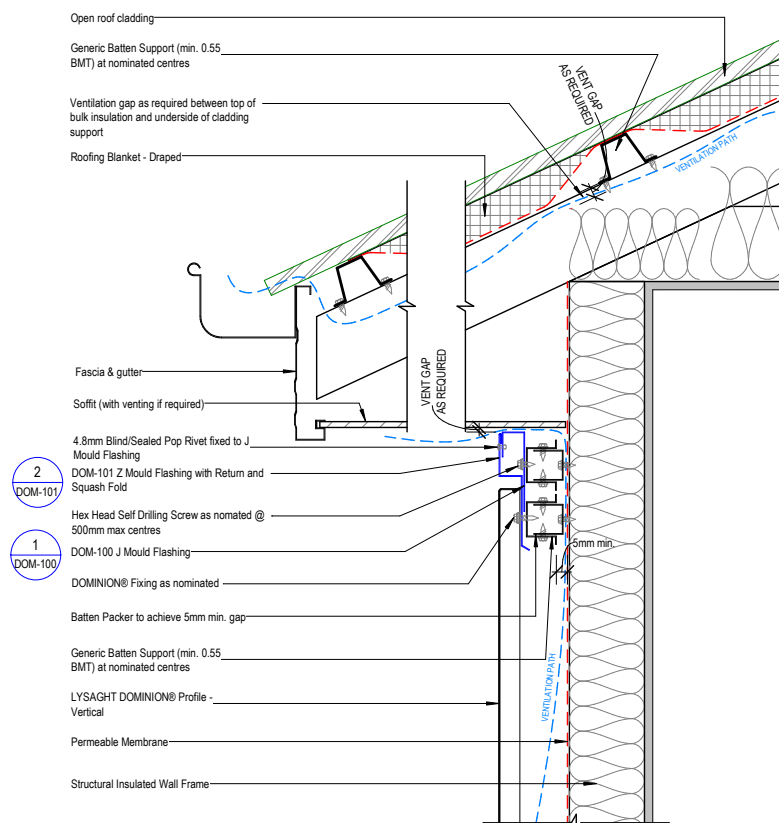 Open roof cladding
Generic Batten Support (min. 0.55
BMT) at nominated centres
VENT GAP
AS REQUIRED
Ventilation gap as required between top of
bulk insulation and underside of cladding
support
Roofing Blanket - Draped
VENTILATION PATH
Fascia & gutter
VENT GAP
AS REQUIRED
Soffit (with venting if required)
4.8mm Blind/Sealed Pop Rivet fixed to J
Mould Flashing
2
DOM-101
DOM-101 Z Mould Flashing with Return and
Squash Fold
Hex Head Self Drilling Screw as nomated @
500mm max centres
1
DOM-100
DOM-100 J Mould Flashing
5mm min.
DOMINION® Fixing as nominated
Batten Packer to achieve 5mm min. gap
Generic Batten Support (min. 0.55
BMT) at nominated centres
VENTILATION PATH
LYSAGHT DOMINION® Profile -
Vertical
Permeable Membrane
Structural Insulated Wall Frame